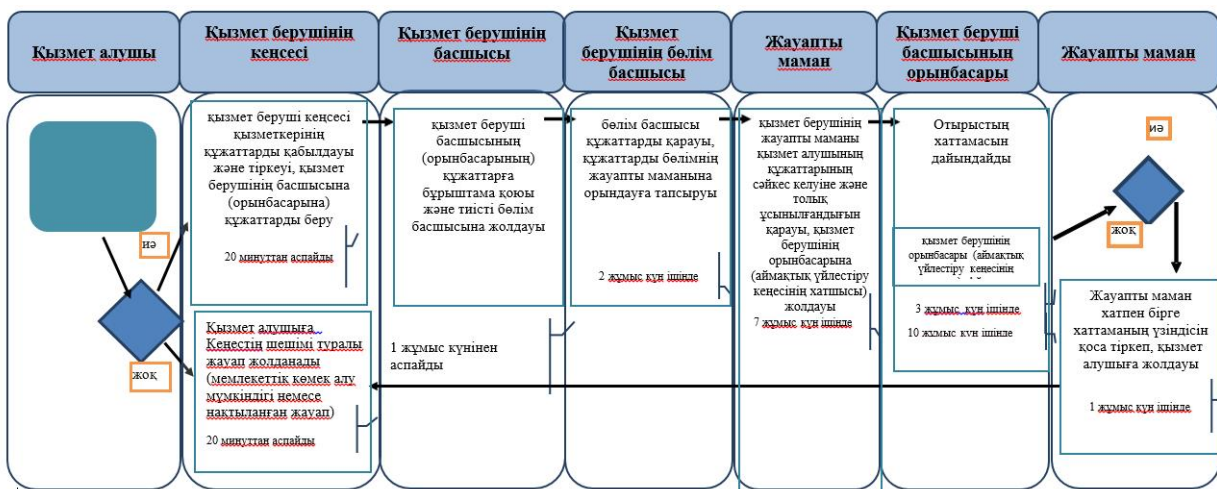 Қызмет алушы
Қызмет берушінің
кеңсесі
Қызмет берушінің
басшысы
Қызмет
берушінің бөлім
басшысы
Жауапты
маман
Қызмет беруші
басшысының
орынбасары
Жауапты маман
иә
жоқ
қызмет беруші кеңсесі
қызметкерінің
құжаттарды қабылдауы
және тіркеуі, қызмет
берушінің басшысына
(орынбасарына)
құжаттарды беру
20 минуттан аспайды
Қызмет алушыға
Кеңестің шешімі туралы
жауап жолданады
(мемлекеттік көмек алу
мүмкіндігі немесе
нақтыланған жауап)
20 минуттан аспайды
қызмет беруші
басшысының
(орынбасарының)
құжаттарға
бұрыштама қоюы
және тиісті бөлім
басшысына жолдауы
1 жұмыс күнінен
аспайды
бөлім басшысы
құжаттарды қарауы,
құжаттарды бөлімнің
жауапты маманына
орындауға тапсыруы
2 жұмыс күн ішінде
қызмет берушінің
жауапты маманы
қызмет алушының
құжаттарының
сәйкес келуіне және
толық
ұсынылғандығын
қарауы, қызмет
берушінің
орынбасарына
(аймақтық үйлестіру
кеңесінің хатшысы)
жолдауы
7 жұмыс күн ішінде
Отырыстың
хаттамасын
дайындайды
қызмет берушінің
орынбасары (аймақтық
үйлестіру кеңесінің
3 жұмыс күн ішінде
10 жұмыс күн ішінде
иә
жоқ
Жауапты маман
хатпен бірге
хаттаманың үзіндісін
қоса тіркеп, қызмет
алушыға жолдауы
1 жұмыс күн ішінде